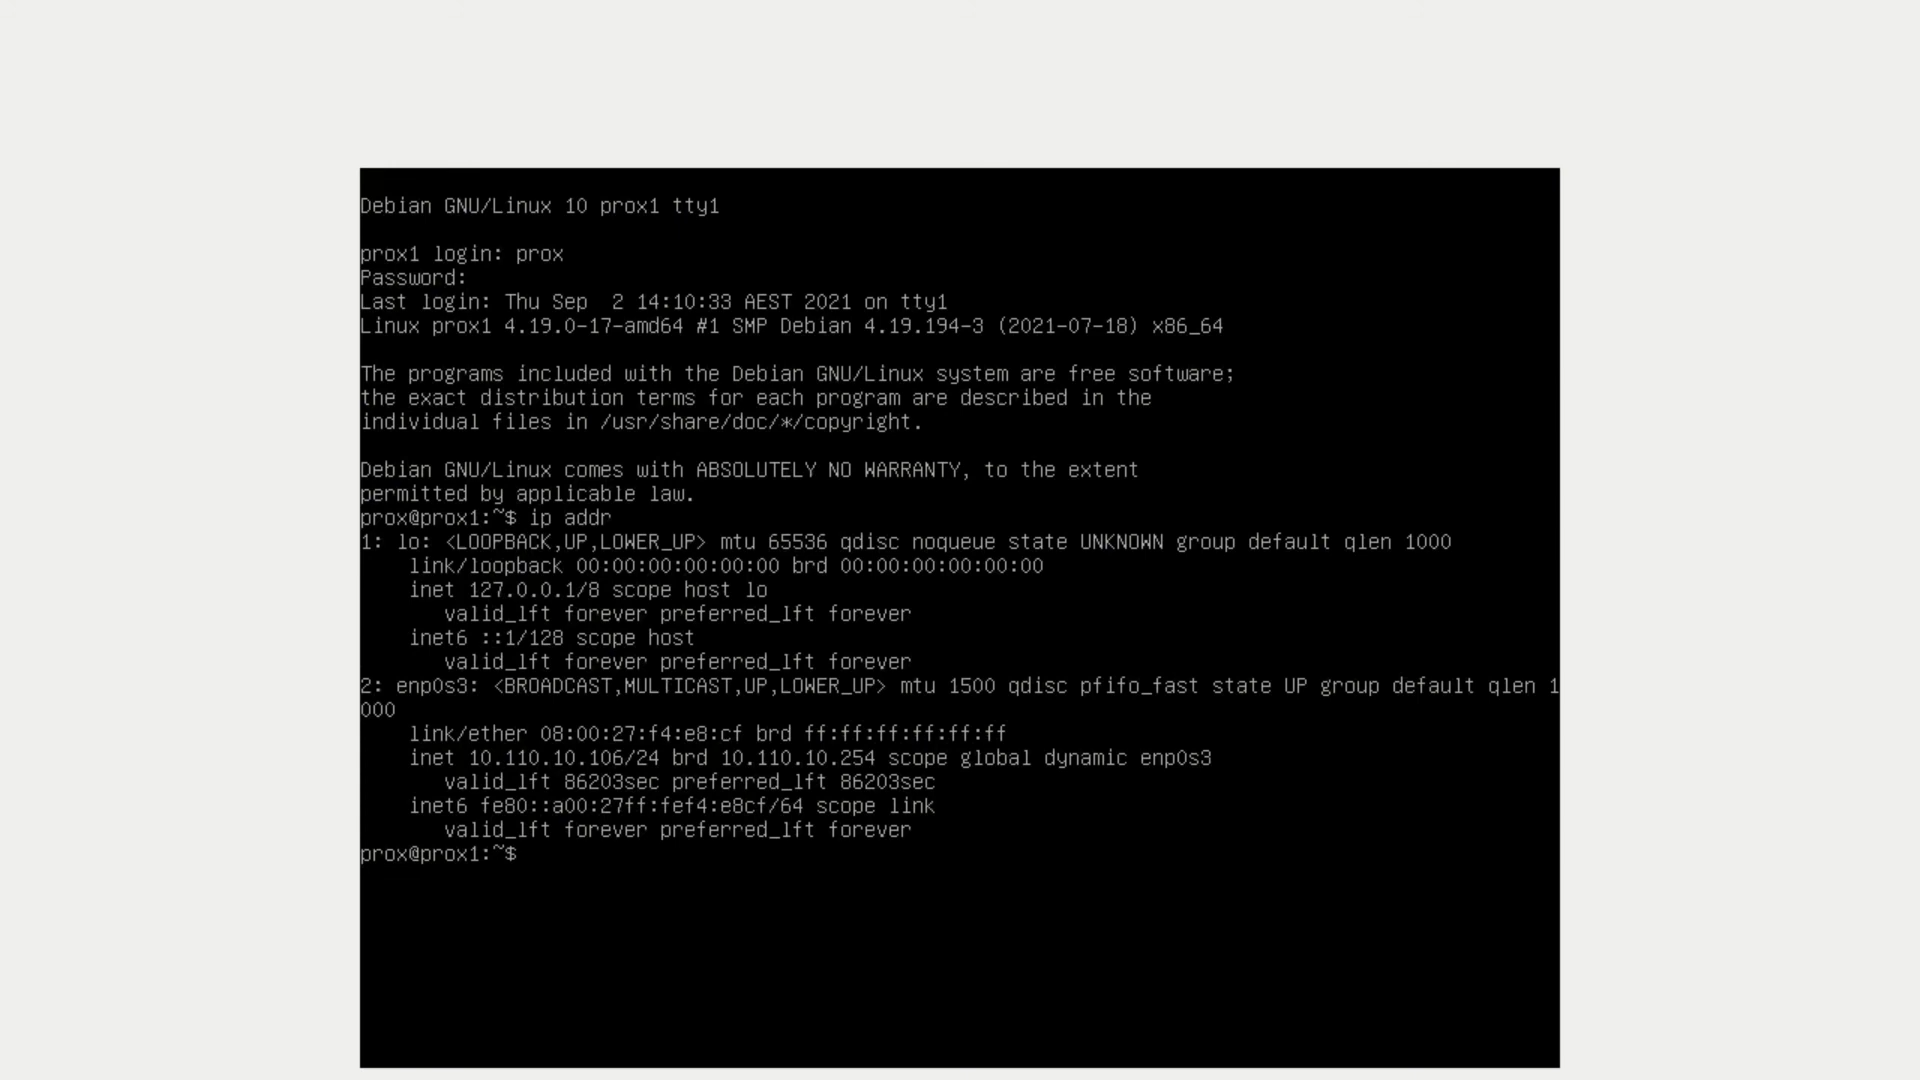 Debian GNU/Linux 10 prox1 tty1
prox1 login: prox
Password:
Last login: Thu Sep  2 14:10:33 AEST 2021 on tty1
Linux prox1 4.19.0-17-amd64 #1 SMP Debian 4.19.194-3 (2021-07-18) x86_64
The programs included with the Debian GNU/Linux system are free software;
the exact distribution terms for each program are described in the
individual files in /usr/share/doc/*/copyright.
Debian GNU/Linux comes with ABSOLUTELY NO WARRANTY, to the extent
permitted by applicable law.
prox@prox1:~$ ip addr
1: lo: <LOOPBACK,UP,LOWER_UP> mtu 65536 qdisc noqueue state UNKNOWN group default qlen 1000
    link/loopback 00:00:00:00:00:00 brd 00:00:00:00:00:00
    inet 127.0.0.1/8 scope host lo
       valid_lft forever preferred_lft forever
    inet6 ::1/128 scope host
       valid_lft forever preferred_lft forever
2: enp0s3: <BROADCAST,MULTICAST,UP,LOWER_UP> mtu 1500 qdisc pfifo_fast state UP group default qlen 1
000
    link/ether 08:00:27:f4:e8:cf brd ff:ff:ff:ff:ff:ff
    inet 10.110.10.106/24 brd 10.110.10.254 scope global dynamic enp0s3
       valid_lft 86203sec preferred_lft 86203sec
    inet6 fe80::a00:27ff:fef4:e8cf/64 scope link
       valid_lft forever preferred_lft forever
prox@prox1:~$